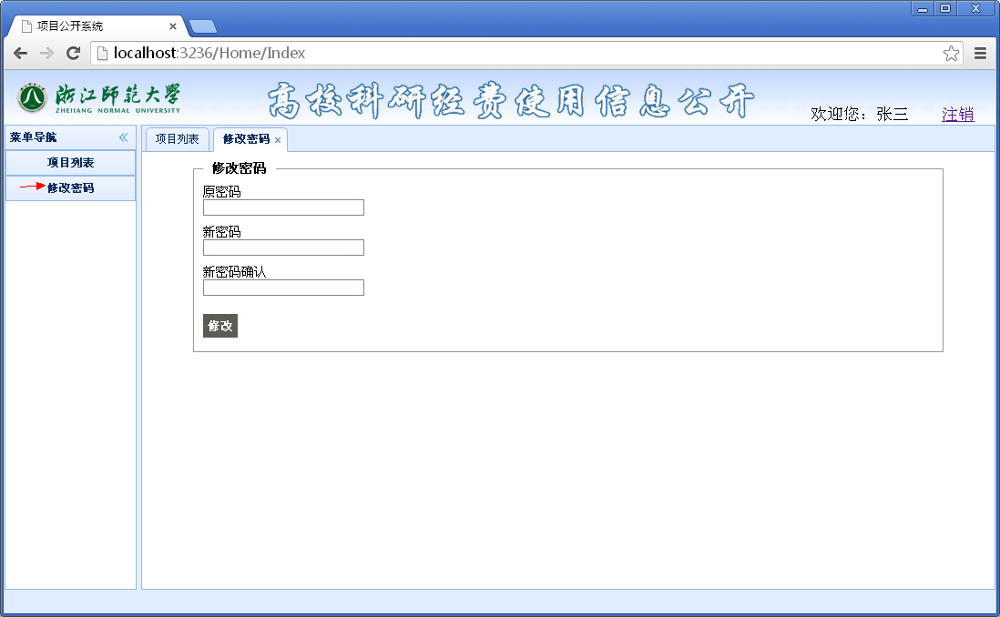 项目公开系统
localhost:3236/Home/Index
浙江师范大学
ZHEJIANG NORMAL UNIVERSITY
高校科研经费使用信息公开
欢迎您：张三 注销
菜单导航
项目列表
修改密码
项目列表 修改密码
修改密码
原密码
新密码
新密码确认
修改